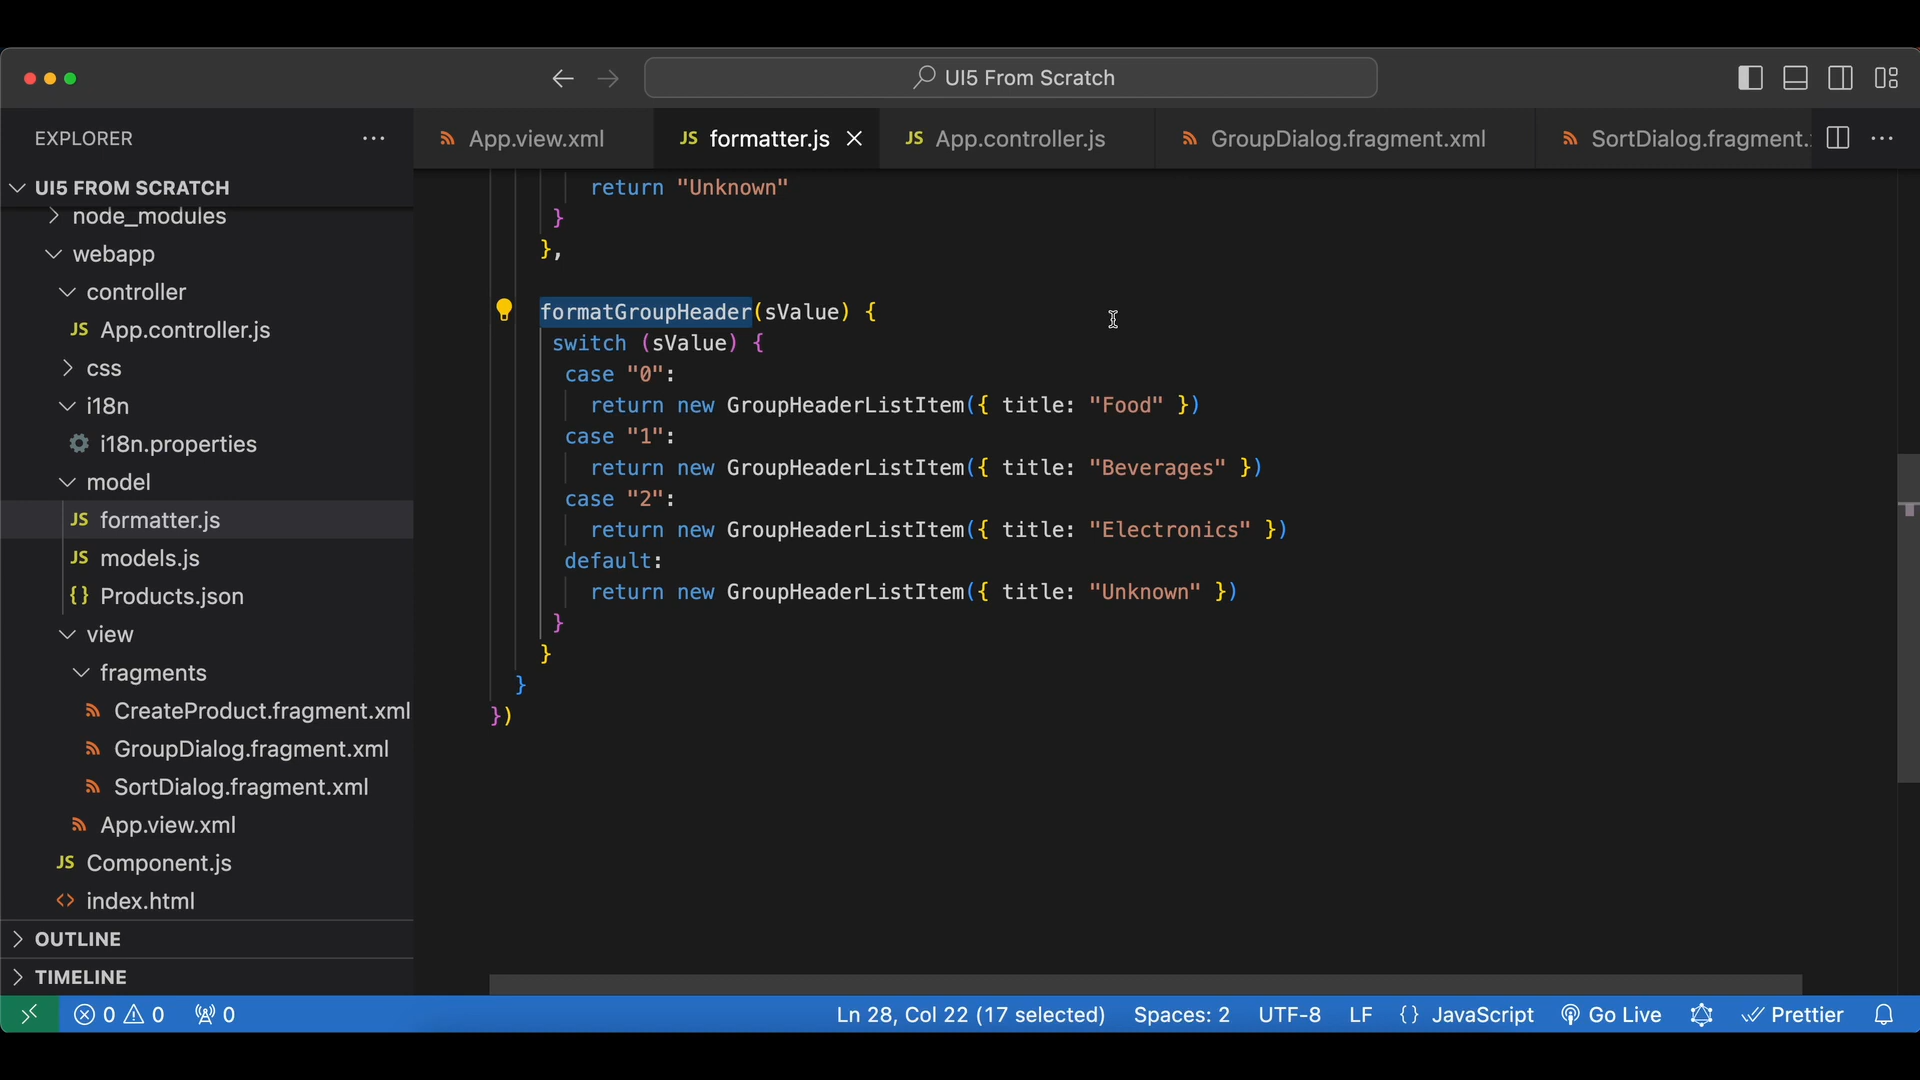 UI5 From Scratch
EXPLORER
App.view.xml
JS formatter.js
JS App.controller.js
GroupDialog.fragment.xml
SortDialog.fragment.
UI5 FROM SCRATCH
node_modules
webapp
controller
JS App.controller.js
css
i18n
i18n.properties
model
JS formatter.js
JS models.js
{} Products.json
view
fragments
CreateProduct.fragment.xml
GroupDialog.fragment.xml
SortDialog.fragment.xml
App.view.xml
JS Component.js
<> index.html
OUTLINE
TIMELINE
return "Unknown"
}
},
formatGroupHeader(sValue) {
switch (sValue) {
case "0":
return new GroupHeaderListItem({ title: "Food" })
case "1":
return new GroupHeaderListItem({ title: "Beverages" })
case "2":
return new GroupHeaderListItem({ title: "Electronics" })
default:
return new GroupHeaderListItem({ title: "Unknown" })
}
}
}
})
0 0 0 Ln 28, Col 22 (17 selected) Spaces: 2 UTF-8 LF {} JavaScript Go Live Prettier